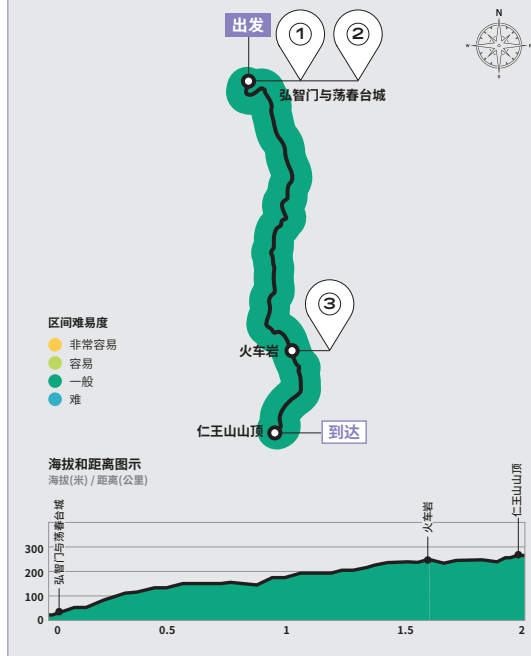 N
W
E
S
出发
1
2
弘智门与荡春台城
3
火车岩
仁王山山顶
到达
区间难易度
非常容易
容易
一般
难
海拔和距离图示
海拔(米) / 距离(公里)
弘智门与荡春台城
火车岩
仁王山山顶
300
200
100
0
0
0.5
1
1.5
2